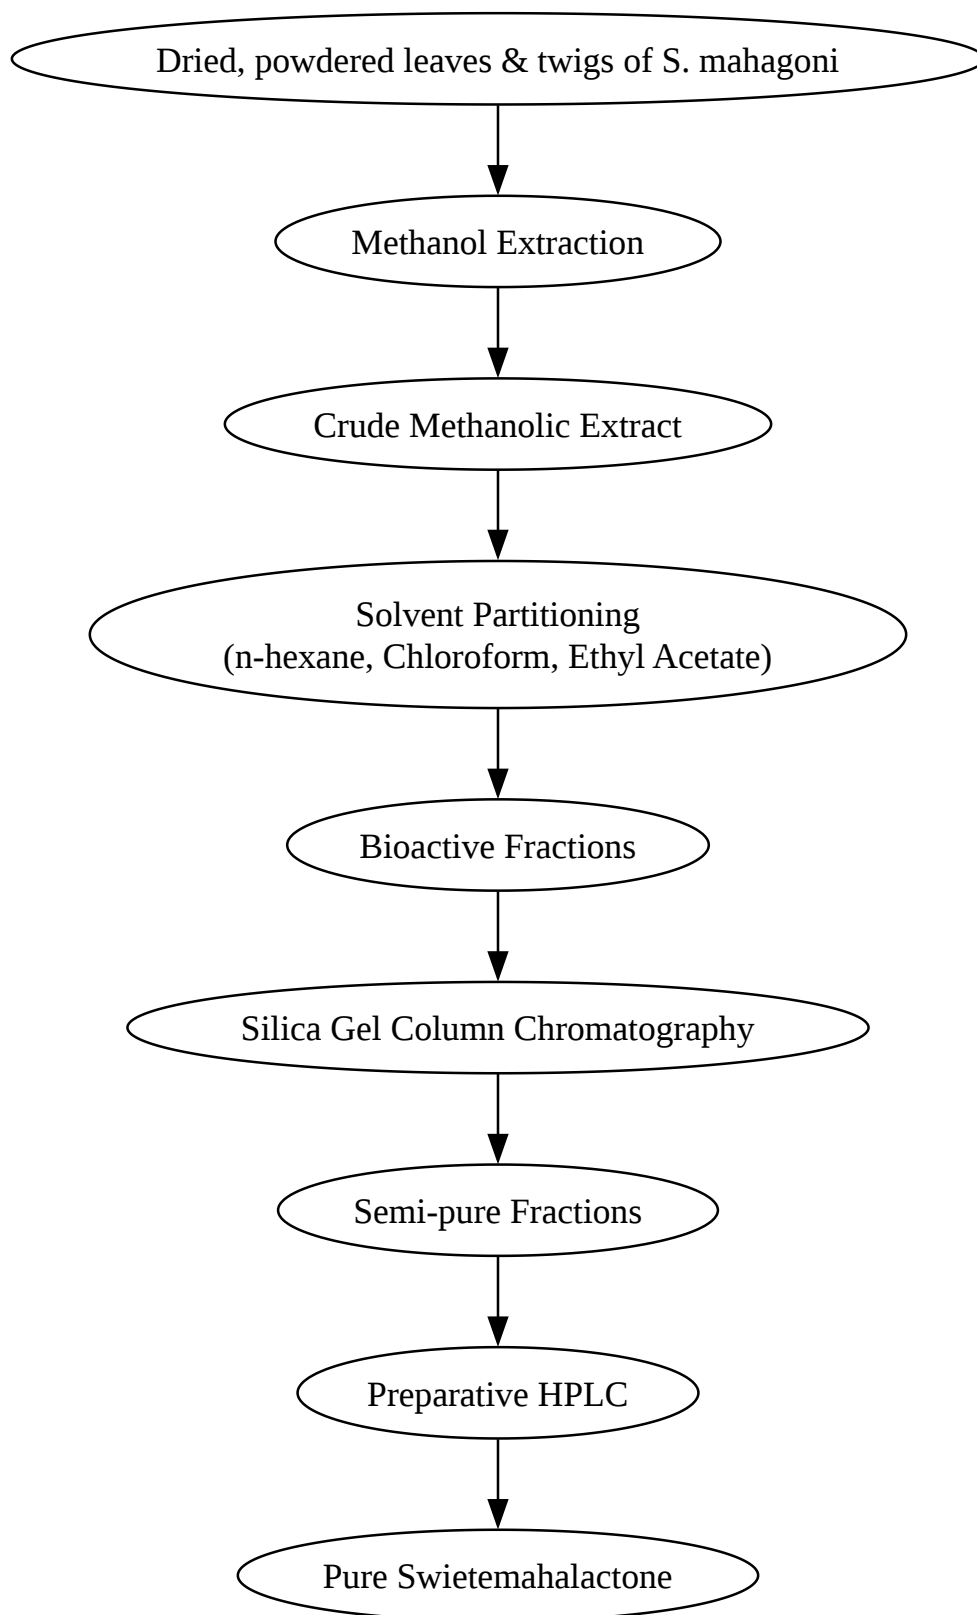 Dried, powdered leaves & twigs of S. mahagoni
Methanol Extraction
Crude Methanolic Extract
Solvent Partitioning
(n-hexane, Chloroform, Ethyl Acetate)
Bioactive Fractions
Silica Gel Column Chromatography
Semi-pure Fractions
Preparative HPLC
Pure Swietemahalactone